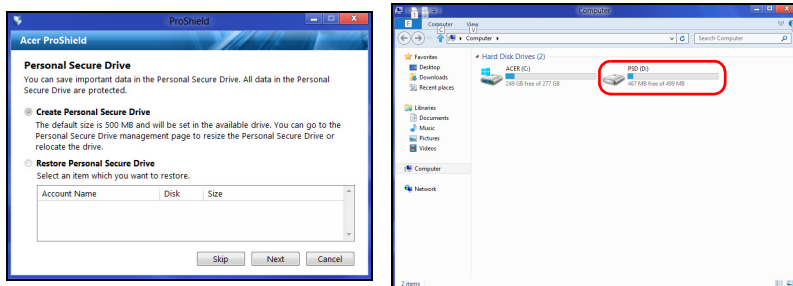 ProShield
Acer ProShield
Personal Secure Drive
You can save important data in the Personal Secure Drive. All data in the Personal
Secure Drive are protected.
Create Personal Secure Drive
The default size is 500 MB and will be set in the available drive. You can go to the
Personal Secure Drive management page to resize the Personal Secure Drive or
relocate the drive.
Restore Personal Secure Drive
Select an item which you want to restore.
Account Name Disk Size
Skip Next Cancel
Computer
F Computer View
C V
Computer
Search Computer
Favorites
Desktop
Downloads
Recent places
Libraries
Documents
Music
Pictures
Videos
Computer
Network
Hard Disk Drives (2)
ACER (C:)
249 GB free of 277 GB
PSD (D:)
467 MB free of 499 MB
2 items